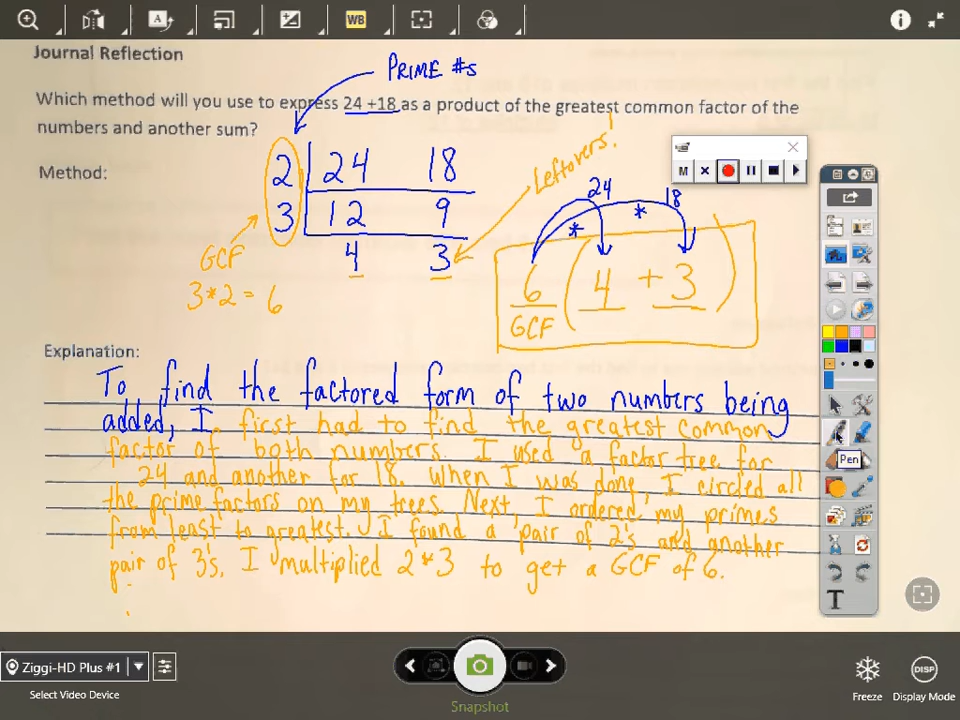 WB
Journal Reflection
PRIME #s
Which method will you use to express 24 +18 as a product of the greatest common factor of the
numbers and another sum?
Method:
Leftovers!
2 24 18
3 12 9
4 3
GCF
3*2 = 6
24 18
* *
6 ( 4 + 3 )
GCF
M
Explanation:
To find the factored form of two numbers being
added, I first had to find the greatest common
factor of both numbers. I used a factor tree for
24 and another for 18. When I was done, I circled all
the prime factors on my trees. Next, I ordered my primes
from least to greatest. I found a pair of 2's and another
pair of 3's. I multiplied 2*3 to get a GCF of 6.
Pen
T
Ziggi-HD Plus #1
Select Video Device
Snapshot
Freeze
DISP
Display Mode